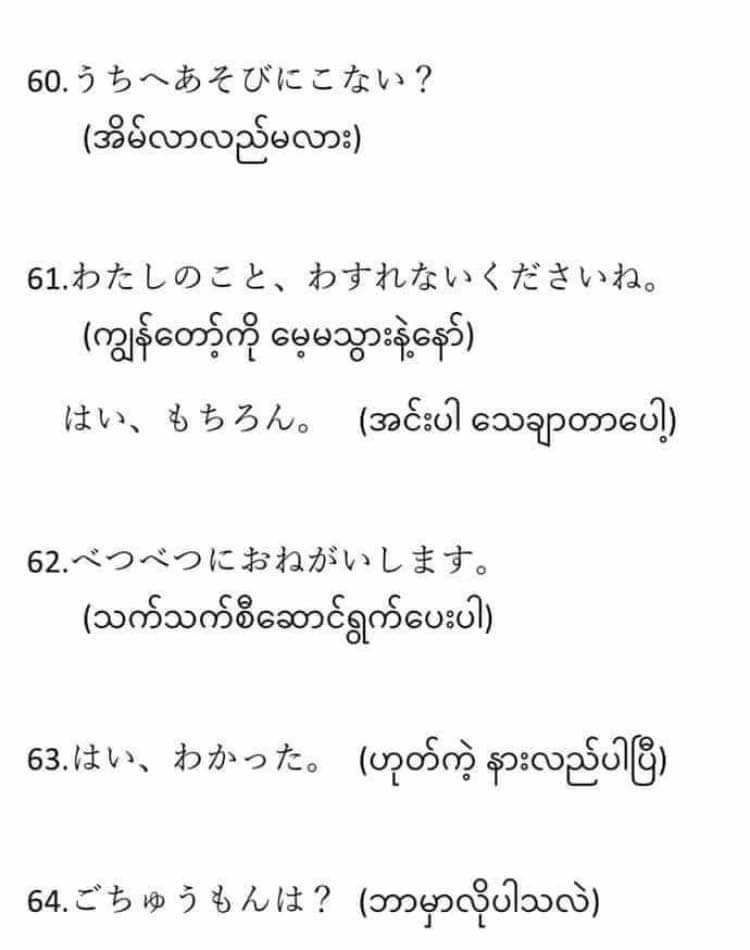 60.うちへあそびにこない？
(အိမ်လာလည်မလား)
61.わたしのこと、わすれないくださいね。
(ကျွန်တော့်ကို မေ့မသွားနဲ့နော်)
はい、もちろん。 (အင်းပါ သေချာတာပေါ့)
62.べつべつにおねがいします。
(သက်သက်စီဆောင်ရွက်ပေးပါ)
63.はい、わかった。 (ဟုတ်ကဲ့ နားလည်ပါပြီ)
64.ごちゅうもんは？ (ဘာမှာလိုပါသလဲ)